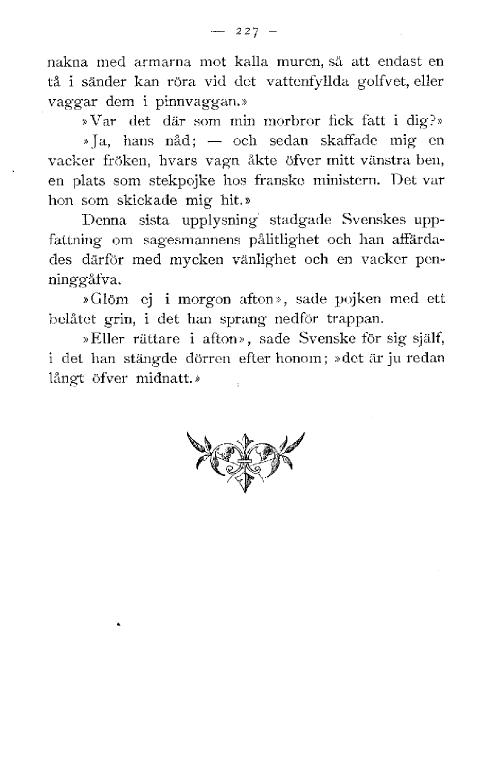 — 227 —
nakna med armarna mot kalla muren, så att endast en
tå i sänder kan röra vid det vattenfyllda golfvet, eller
vaggar dem i pinnvaggan.»
»Var det där som min morbror fick fatt i dig?»
»Ja, hans nåd; — och sedan skaffade mig en
vacker fröken, hvars vagn åkte öfver mitt vänstra ben,
en plats som stekpojke hos franske ministern. Det var
hon som skickade mig hit.»
Denna sista upplysning stadgade Svenskes upp-
fattning om sagesmannens pålitlighet och han affärda-
des därför med mycken vänlighet och en vacker pen-
ninggåfva.
»Glöm ej i morgon afton», sade pojken med ett
belåtet grin, i det han sprang nedför trappan.
»Eller rättare i afton», sade Svenske för sig själf,
i det han stängde dörren efter honom; »det är ju redan
långt öfver midnatt.»